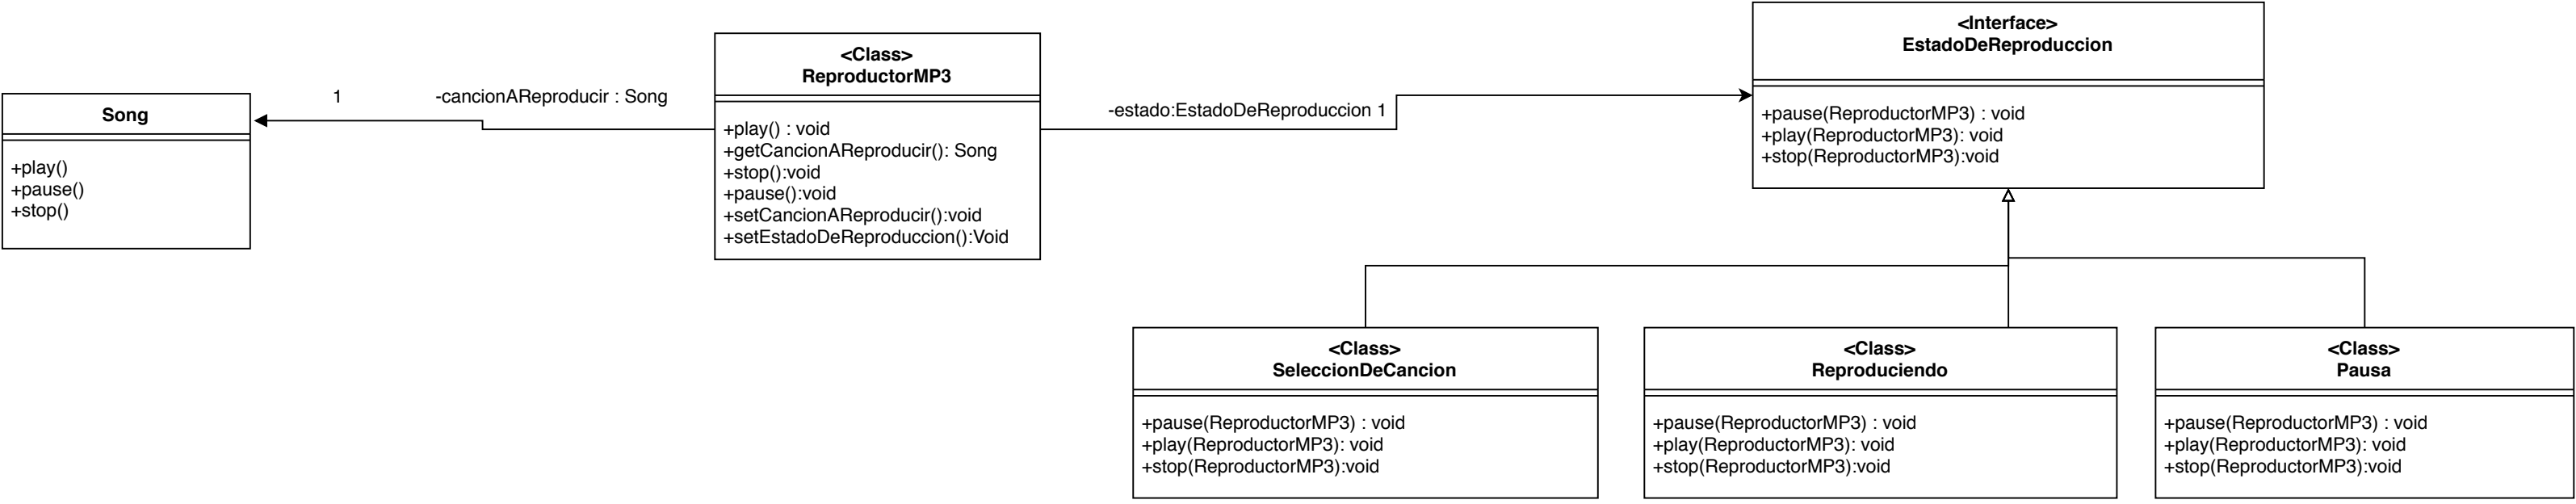 Song
+play()
+pause()
+stop()
1
-cancionAReproducir : Song
<Class>
ReproductorMP3
+play() : void
+getCancionAReproducir(): Song
+stop():void
+pause():void
+setCancionAReproducir():void
+setEstadoDeReproduccion():Void
-estado:EstadoDeReproduccion 1
<Interface>
EstadoDeReproduccion
+pause(ReproductorMP3) : void
+play(ReproductorMP3): void
+stop(ReproductorMP3):void
<Class>
SeleccionDeCancion
+pause(ReproductorMP3) : void
+play(ReproductorMP3): void
+stop(ReproductorMP3):void
<Class>
Reproduciendo
+pause(ReproductorMP3) : void
+play(ReproductorMP3): void
+stop(ReproductorMP3):void
<Class>
Pausa
+pause(ReproductorMP3) : void
+play(ReproductorMP3): void
+stop(ReproductorMP3):void